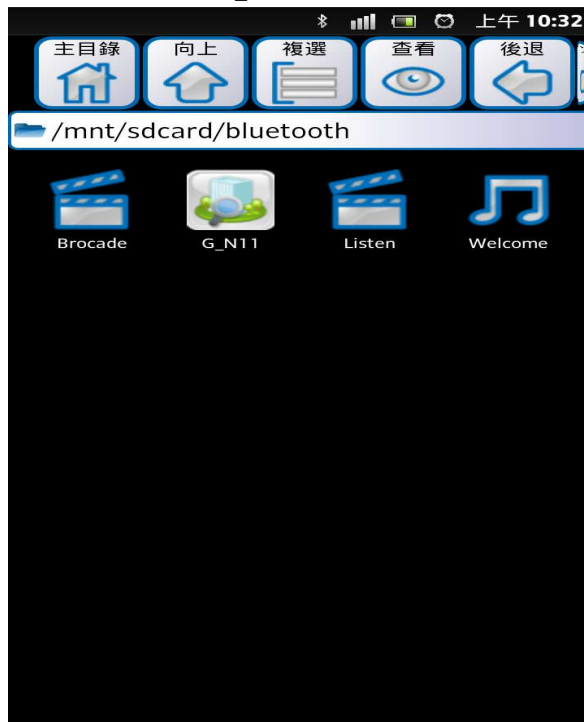 上午 10:32
主目錄 向上 複選 查看 後退
/mnt/sdcard/bluetooth
Brocade G_N11 Listen Welcome